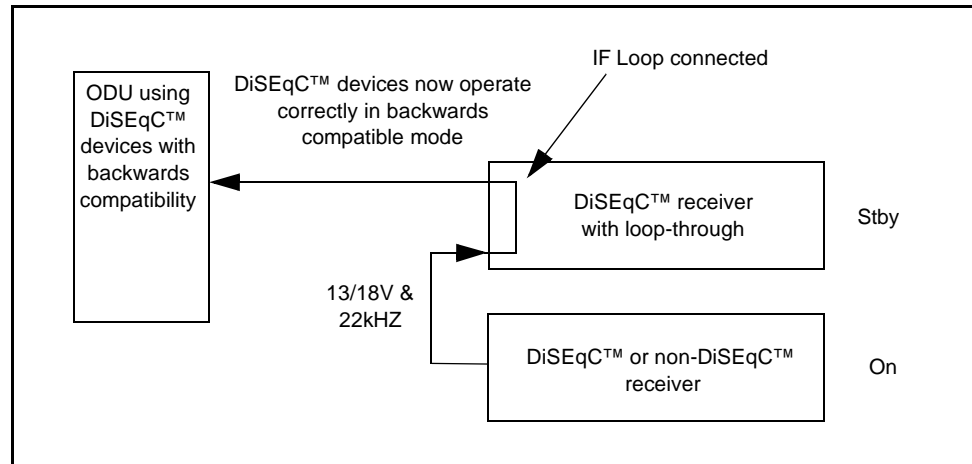 IF Loop connected
ODU using
DiSEqC™
devices with
backwards
compatibility
DiSEqC™ devices now operate
correctly in backwards
compatible mode
DiSEqC™ receiver
with loop-through
Stby
13/18V &
22kHZ
DiSEqC™ or non-DiSEqC™
receiver
On